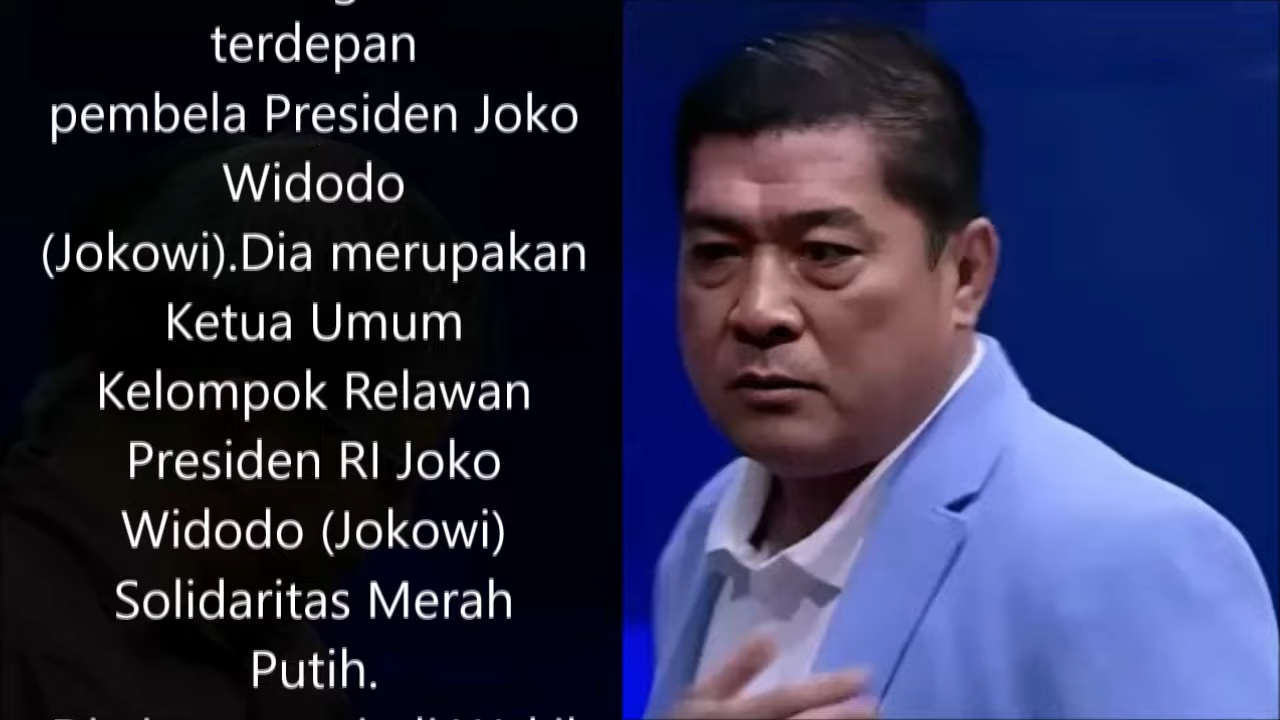 terdepan
pembela Presiden Joko
Widodo
(Jokowi).Dia merupakan
Ketua Umum
Kelompok Relawan
Presiden RI Joko
Widodo (Jokowi)
Solidaritas Merah
Putih.